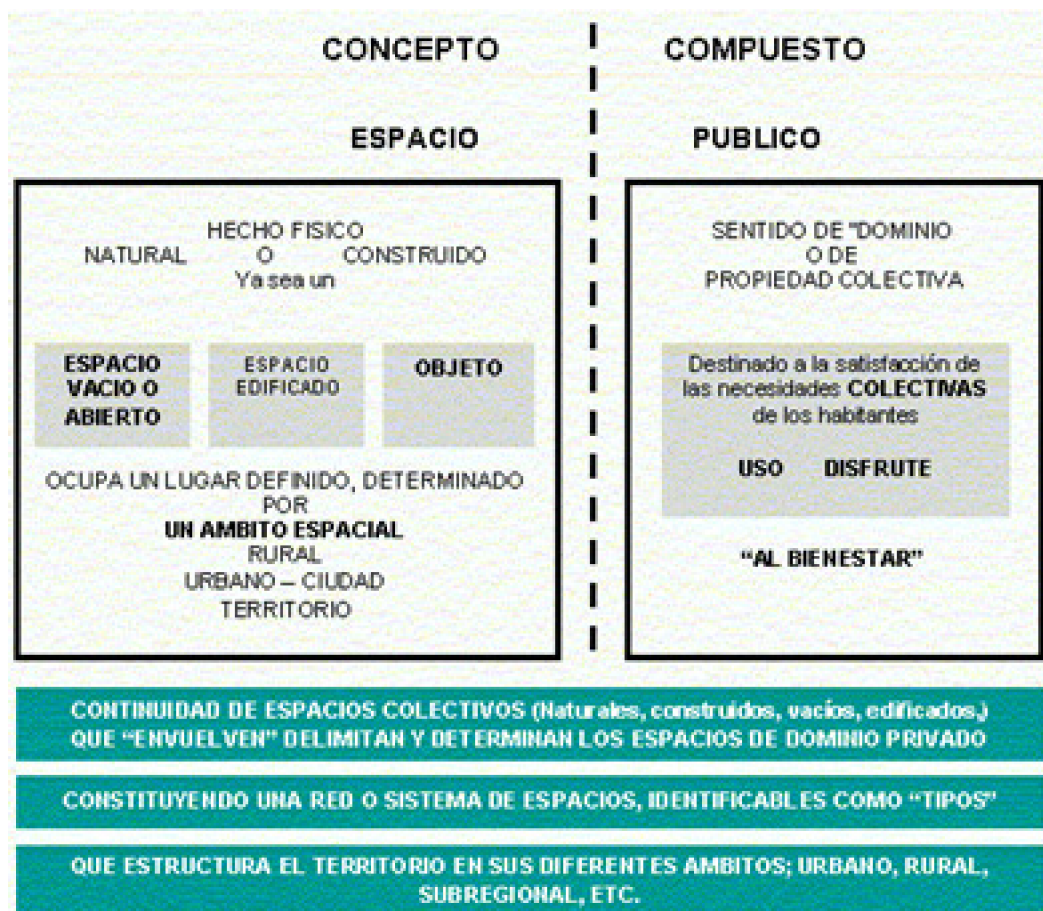 CONCEPTO COMPUESTO
ESPACIO PUBLICO
HECHO FISICO
NATURAL O CONSTRUIDO
Ya sea un
ESPACIO
VACIO O
ABIERTO
ESPACIO
EDIFICADO
OBJETO
OCUPA UN LUGAR DEFINIDO, DETERMINADO
POR
UN AMBITO ESPACIAL
RURAL
URBANO – CIUDAD
TERRITORIO
SENTIDO DE "DOMINIO
O DE
PROPIEDAD COLECTIVA
Destinado a la satisfacción de
las necesidades COLECTIVAS
de los habitantes
USO DISFRUTE
“AL BIENESTAR”
CONTINUIDAD DE ESPACIOS COLECTIVOS (Naturales, construidos, vacíos, edificados,)
QUE “ENVUELVEN” DELIMITAN Y DETERMINAN LOS ESPACIOS DE DOMINIO PRIVADO
CONSTITUYENDO UNA RED O SISTEMA DE ESPACIOS, IDENTIFICABLES COMO “TIPOS”
QUE ESTRUCTURA EL TERRITORIO EN SUS DIFERENTES AMBITOS; URBANO, RURAL,
SUBREGIONAL, ETC.